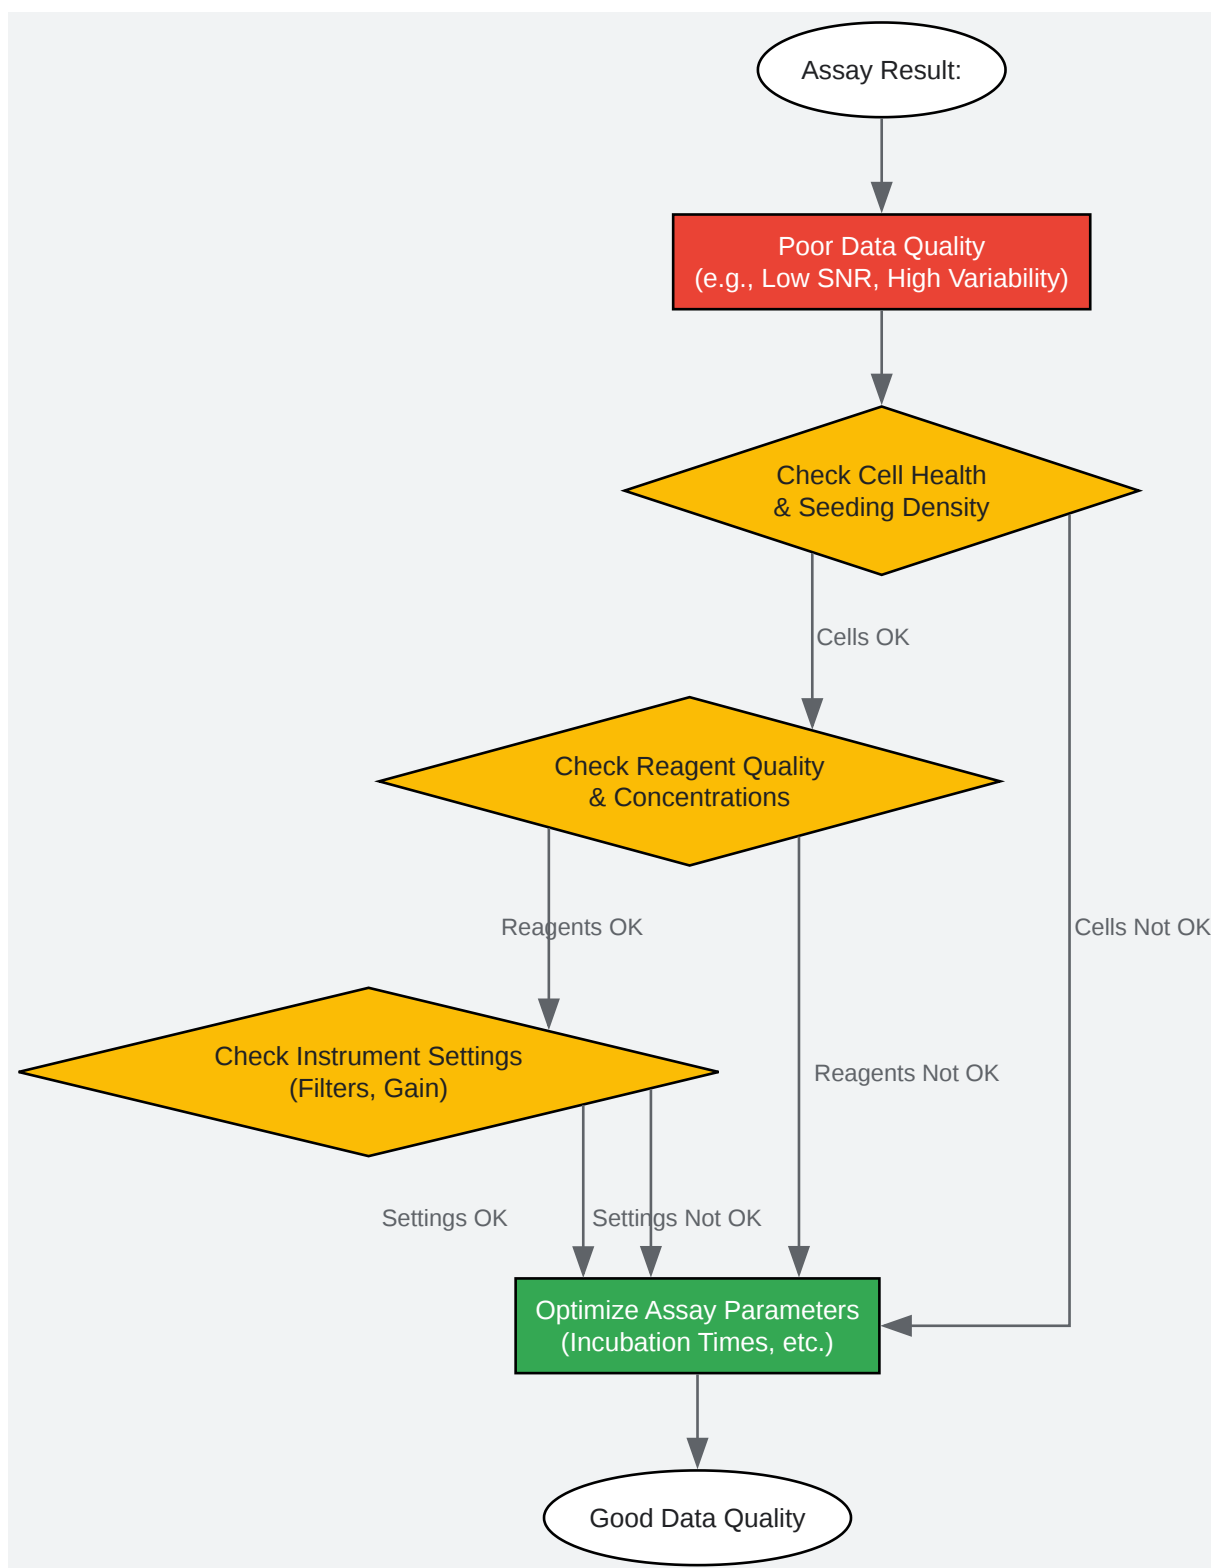 Assay Result:
Poor Data Quality
(e.g., Low SNR, High Variability)
Check Cell Health
& Seeding Density
Cells OK
Check Reagent Quality
& Concentrations
Reagents OK
Cells Not OK
Check Instrument Settings
(Filters, Gain)
Reagents Not OK
Settings OK
Settings Not OK
Optimize Assay Parameters
(Incubation Times, etc.)
Good Data Quality